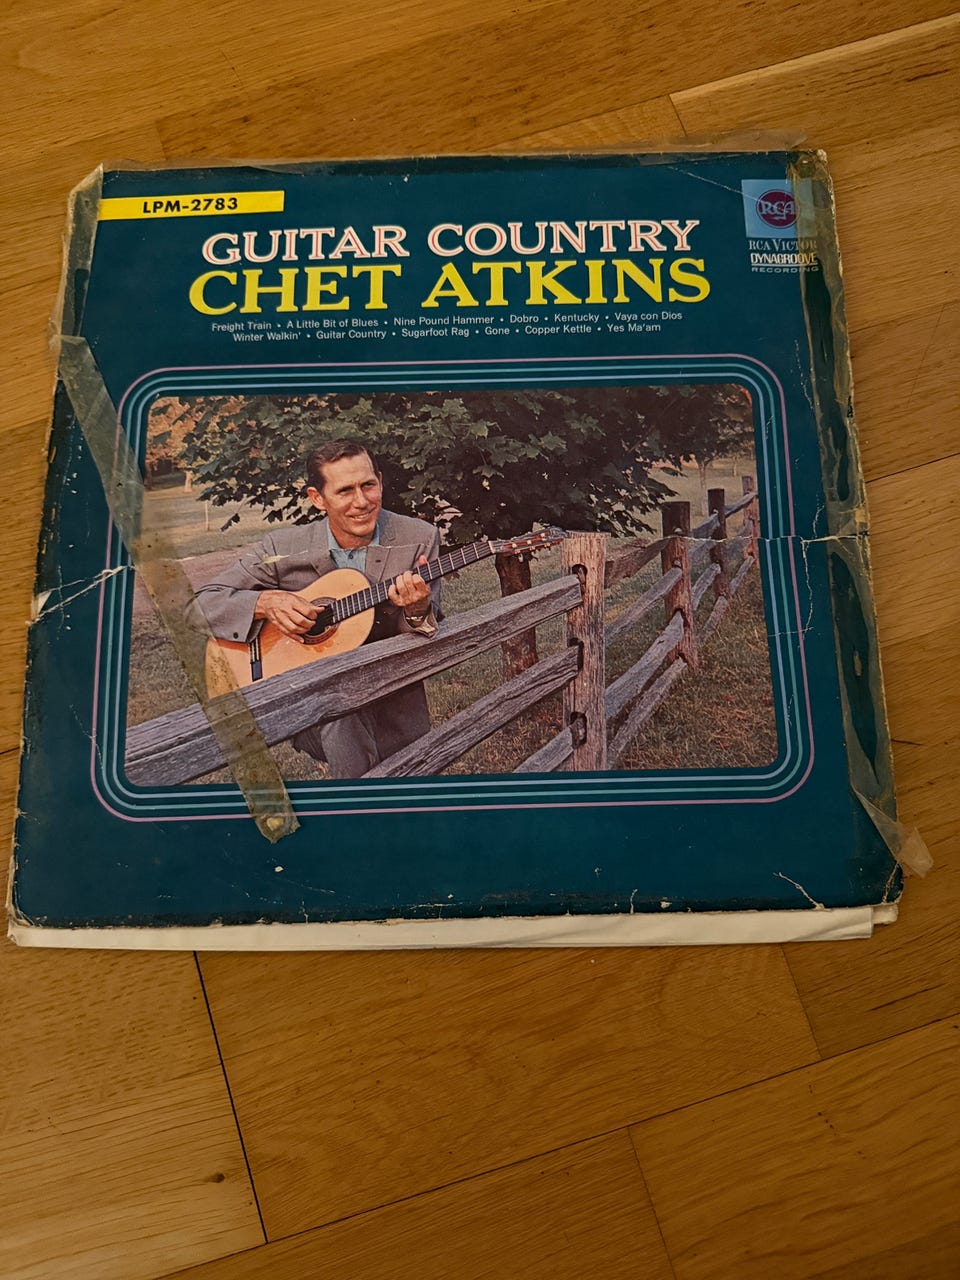 LPM-2783
RCA
GUITAR COUNTRY
RCA VICTOR
CHET ATKINS
DYNAGROOVE
RECORDING
Freight Train • A Little Bit of Blues • Nine Pound Hammer • Dobro • Kentucky • Vaya con Dios
Winter Walkin' • Guitar Country • Sugarfoot Rag • Gone • Copper Kettle • Yes Ma'am